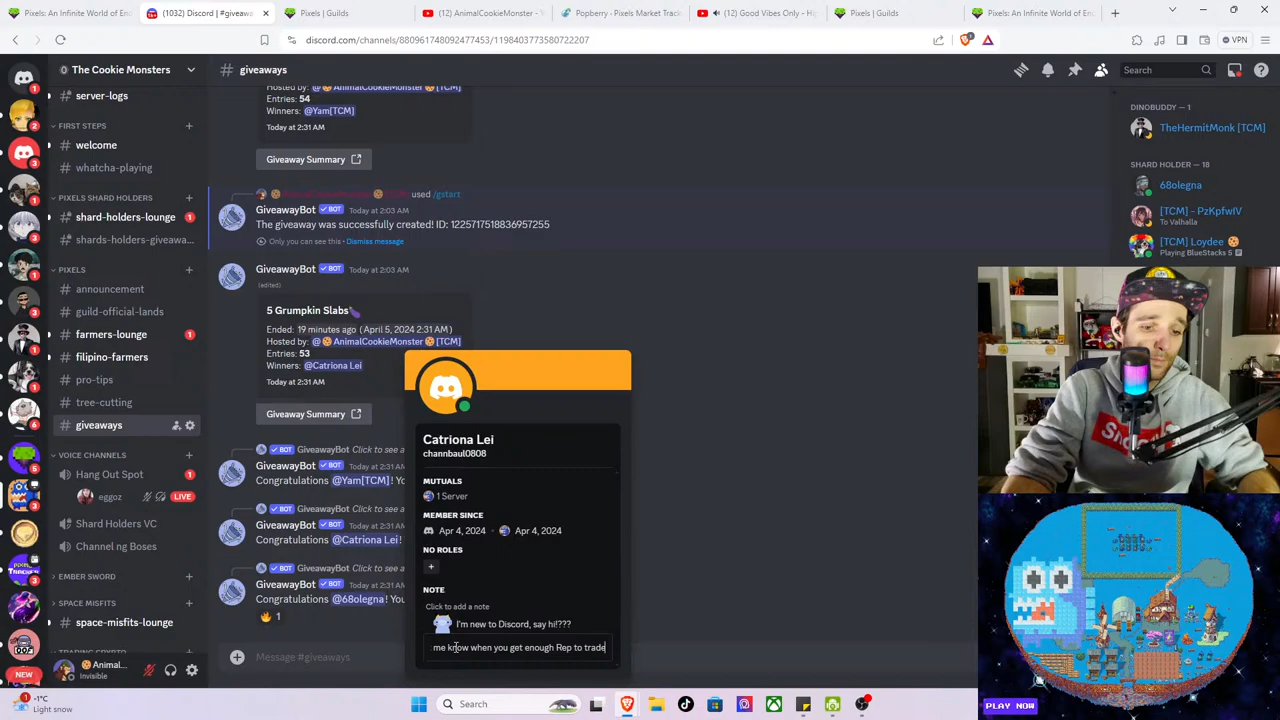 Pixels: An Infinite World of En
(1032) Discord | #giveaw
Pixels | Guilds
(12) AnimalCookieMonster -
Popberry - Pixels Market Track
(12) Good Vibes Only - Hi
Pixels | Guilds
Pixels: An Infinite World of En
discord.com/channels/880961748092477453/1198403773580722207
VPN
The Cookie Monsters
giveaways
Search
server-logs
FIRST STEPS
welcome
whatcha-playing
PIXELS SHARD HOLDERS
shard-holders-lounge
1
shards-holders-giveawa...
PIXELS
announcement
guild-official-lands
farmers-lounge
1
filipino-farmers
pro-tips
tree-cutting
giveaways
VOICE CHANNELS
Hang Out Spot
1
eggoz
LIVE
Shard Holders VC
Channel ng Boses
EMBER SWORD
SPACE MISFITS
space-misfits-lounge
NEW
Animal...
Invisible
Hosted by: @🍪AnimalCookieMonster🍪[TCM]
Entries: 54
Winners: @Yam[TCM]
Today at 2:31 AM
Giveaway Summary
used /gstart
GiveawayBot BOT Today at 2:03 AM
The giveaway was successfully created! ID: 1225717518836957255
Only you can see this • Dismiss message
GiveawayBot BOT Today at 2:03 AM
(edited)
5 Grumpkin Slabs🍆
Ended: 19 minutes ago (April 5, 2024 2:31 AM)
Hosted by: @🍪AnimalCookieMonster🍪[TCM]
Entries: 53
Winners: @Catriona Lei
Today at 2:31 AM
Giveaway Summary
BOT GiveawayBot Click to see a
GiveawayBot BOT Today at 2:31 AM
Congratulations @Yam[TCM]! Yo
BOT GiveawayBot Click to see a
GiveawayBot BOT Today at 2:31 AM
Congratulations @Catriona Lei!
BOT GiveawayBot Click to see a
GiveawayBot BOT Today at 2:31 AM
Congratulations @68olegna! You
🔥 1
Message #giveaways
Catriona Lei
channbaul0808
MUTUALS
1 Server
MEMBER SINCE
Apr 4, 2024 • Apr 4, 2024
NO ROLES
NOTE
Click to add a note
I'm new to Discord, say hi!???
me know when you get enough Rep to trade
DINOBUDDY — 1
TheHermitMonk [TCM]
SHARD HOLDER — 18
68olegna
[TCM] - PzKpfwIV
To Valhalla
[TCM] Loydee 🍪
Playing BlueStacks 5
Supreme
PLAY NOW
-1°C
Light snow
Search